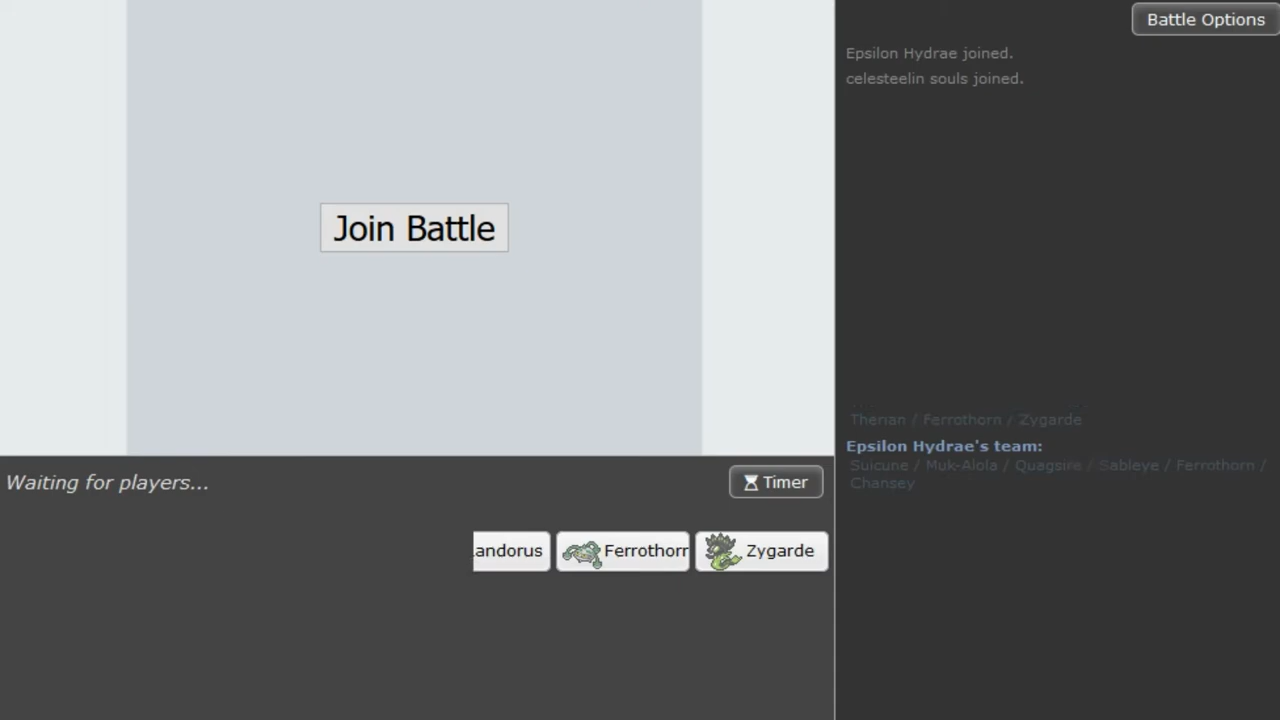 Battle Options
Epsilon Hydrae joined.
celesteelin souls joined.
Join Battle
Therian / Ferrothorn / Zygarde
Epsilon Hydrae's team:
Suicune / Muk-Alola / Quagsire / Sableye / Ferrothorn /
Chansey
Waiting for players...
Timer
andorus
Ferrothorr
Zygarde